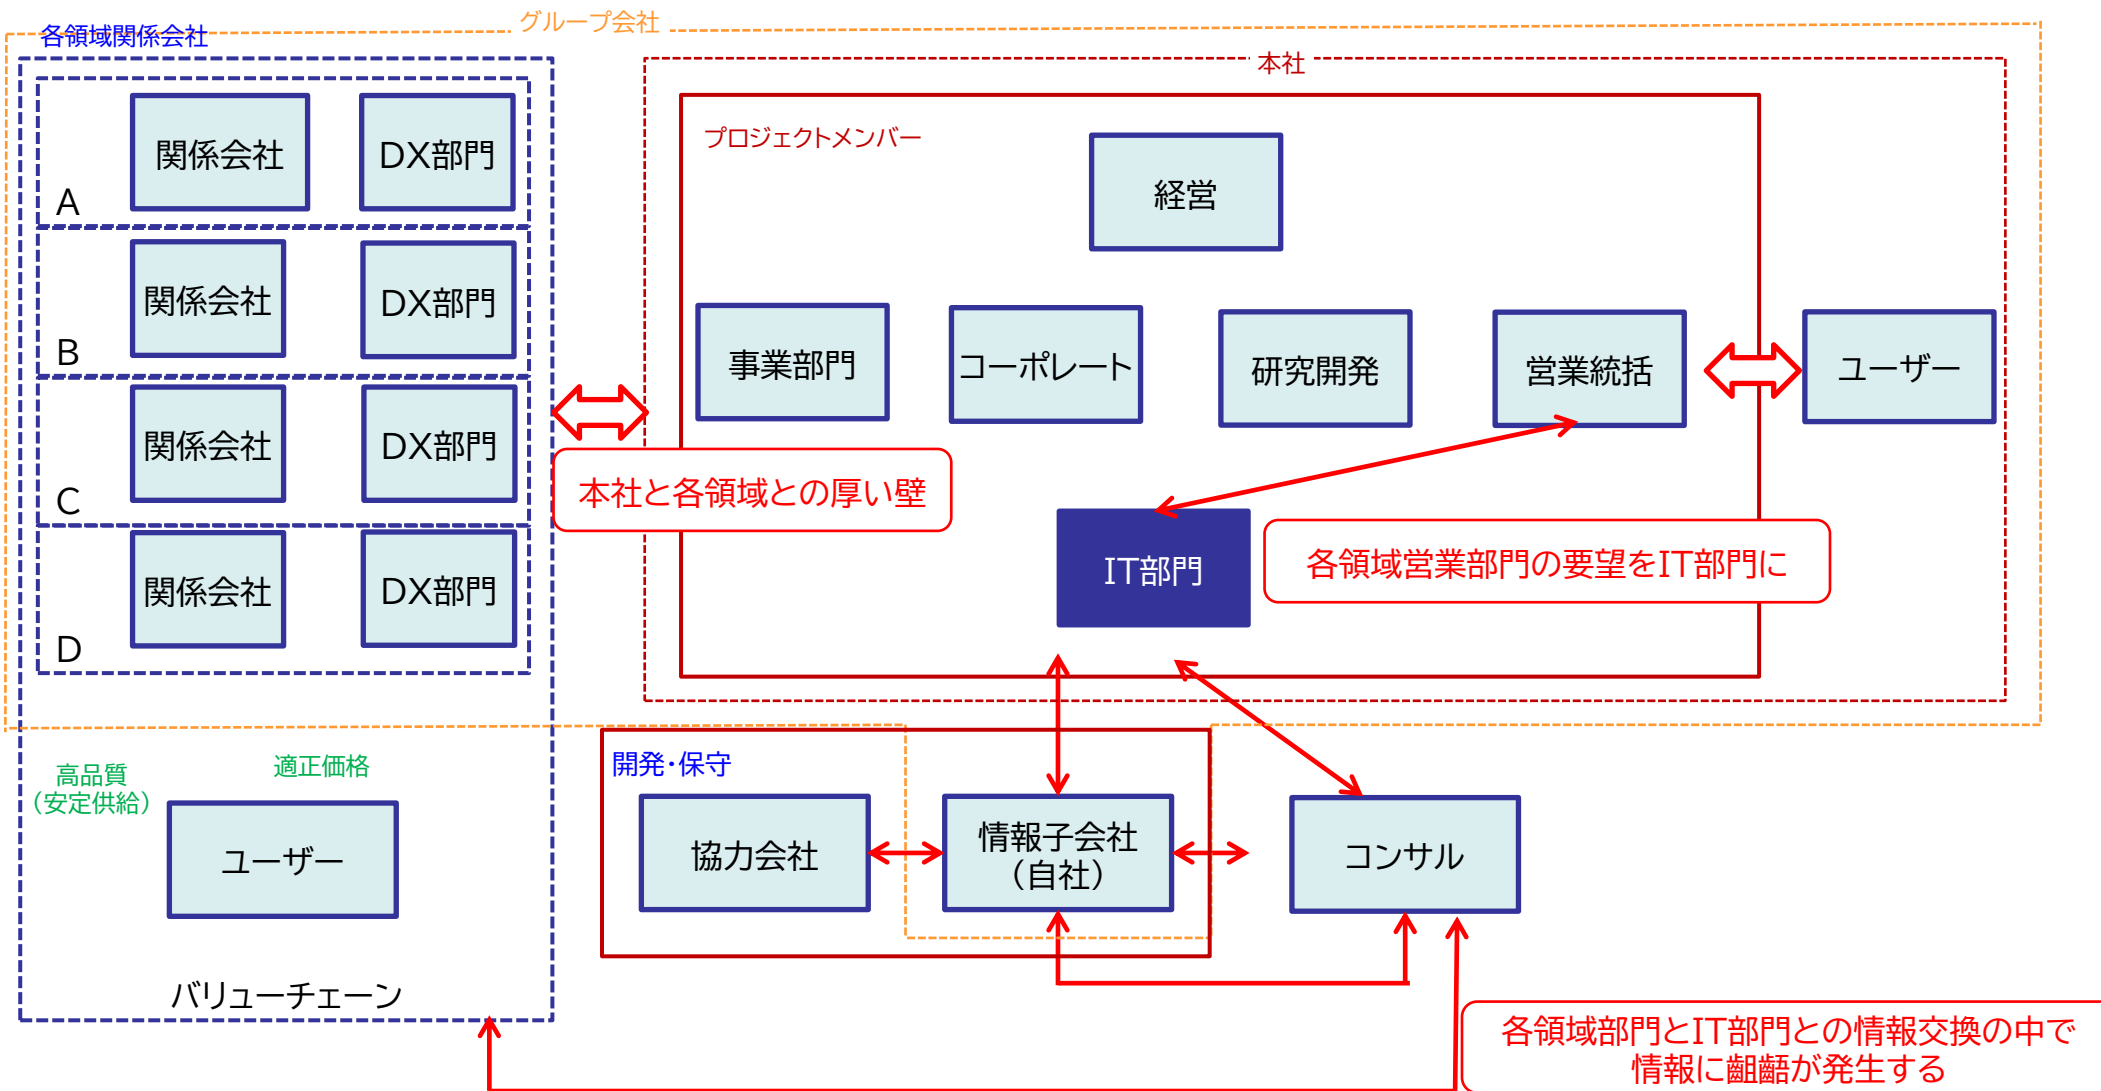 グループ会社
各領域関係会社
本社
プロジェクトメンバー
関係会社
DX部門
A
経営
関係会社
DX部門
B
事業部門
コーポレート
研究開発
営業統括
ユーザー
関係会社
DX部門
C
本社と各領域との厚い壁
IT部門
各領域営業部門の要望をIT部門に
関係会社
DX部門
D
高品質
（安定供給）
適正価格
ユーザー
バリューチェーン
開発・保守
協力会社
情報子会社
（自社）
コンサル
各領域部門とIT部門との情報交換の中で
情報に齟齬が発生する